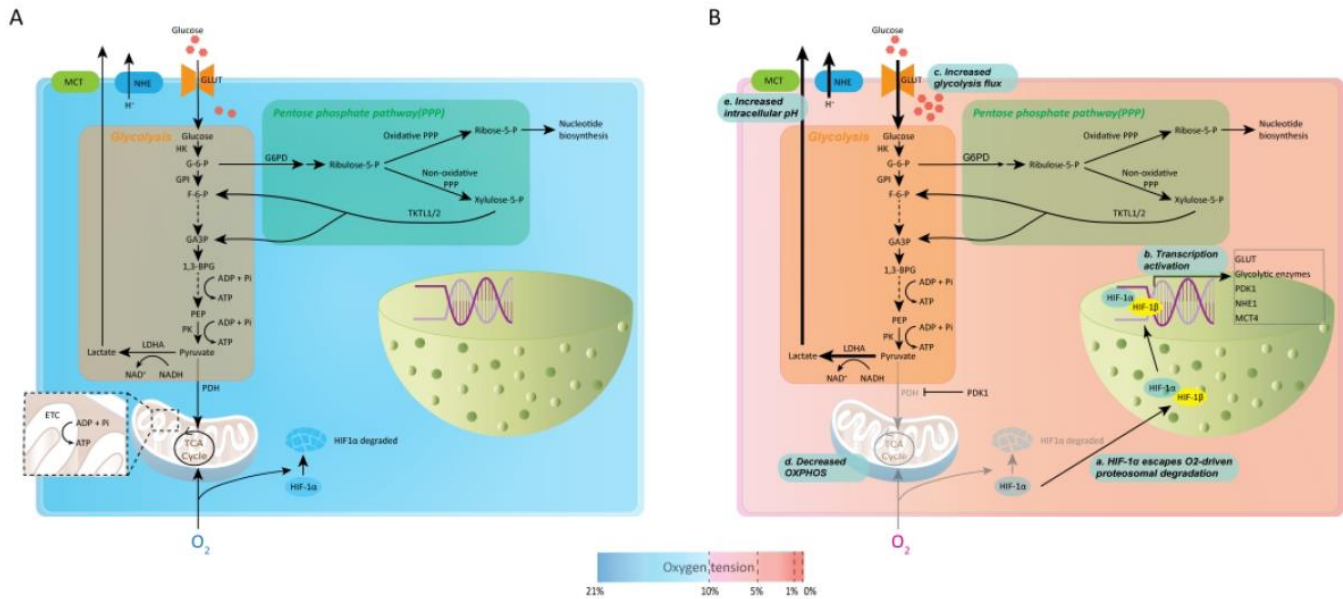 A
Glucose
MCT
NHE
GLUT
H⁺
Pentose phosphate pathway(PPP)
Glycolysis
Glucose
HK
G-6-P
G6PD
Ribulose-5-P
Oxidative PPP
Ribose-5-P
Nucleotide
biosynthesis
Non-oxidative
PPP
Xylulose-5-P
GPI
F-6-P
TKTL1/2
GA3P
1,3-BPG
ADP + Pi
ATP
PEP
ADP + Pi
PK
ATP
Lactate
LDHA
Pyruvate
NAD⁺
NADH
PDH
ETC
ADP + Pi
ATP
TCA
Cycle
HIF1α degraded
HIF-1α
O₂
B
Glucose
MCT
NHE
GLUT
c. Increased
glycolysis flux
e. Increased
intracellular pH
H⁺
Pentose phosphate pathway(PPP)
Glycolysis
Glucose
HK
G-6-P
G6PD
Ribulose-5-P
Oxidative PPP
Ribose-5-P
Nucleotide
biosynthesis
Non-oxidative
PPP
Xylulose-5-P
GPI
F-6-P
TKTL1/2
GA3P
1,3-BPG
ADP + Pi
ATP
PEP
ADP + Pi
PK
ATP
Lactate
LDHA
Pyruvate
NAD⁺
NADH
PDH
PDK1
b. Transcription
activation
GLUT
Glycolytic enzymes
PDK1
NHE1
MCT4
HIF-1α
HIF-1β
HIF-1α
HIF-1β
TCA
Cycle
d. Decreased
OXPHOS
HIF1α degraded
HIF-1α
a. HIF-1α escapes O2-driven
proteosomal degradation
O₂
Oxygen tension
21%
10%
5%
1%
0%